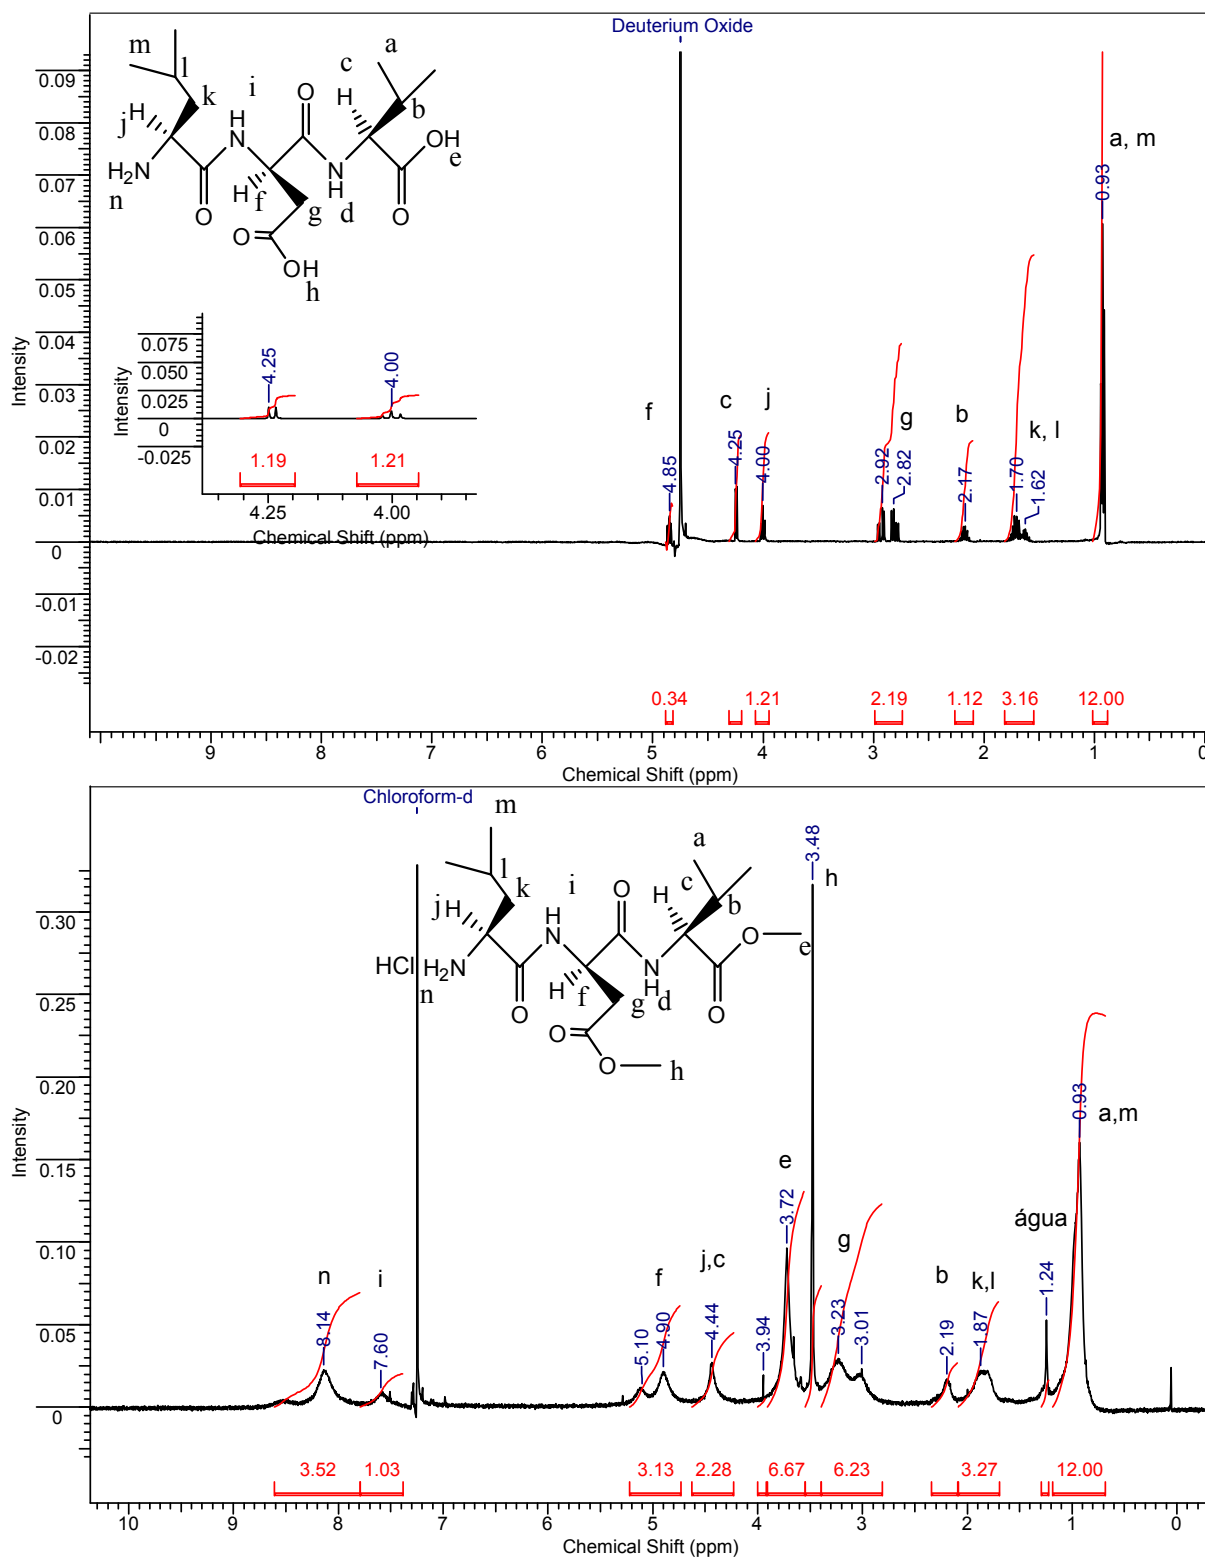 Deuterium Oxide
m
a
l
c
k
i
H
O
b
j
H
H
N
OH
e
H2N
N
n
O
H
f
H
d
O
g
O
OH
h
0.09
0.08
0.07
0.06
0.05
0.04
0.03
0.02
0.01
0
-0.01
-0.02
Intensity
0.075
0.050
0.025
0
-0.025
Intensity
4.25
4.00
1.19
1.21
4.25
4.00
Chemical Shift (ppm)
f
c
j
g
b
k, l
a, m
4.85
4.25
4.00
2.92
2.82
2.17
1.70
1.62
0.93
0.34
1.21
2.19
1.12
3.16
12.00
9
8
7
6
5
4
3
2
1
0
Chemical Shift (ppm)
Chloroform-d
m
a
l
k
i
c
H
O
b
j
H
H
N
O
e
HCl
H2N
N
n
O
H
f
H
d
O
g
O
O
h
0.30
0.25
0.20
0.15
0.10
0.05
0
Intensity
n
i
f
j,c
e
h
g
b
k,l
água
a,m
8.14
7.60
5.10
4.90
4.44
3.94
3.72
3.48
3.23
3.01
2.19
1.87
1.24
0.93
3.52
1.03
3.13
2.28
6.67
6.23
3.27
12.00
10
9
8
7
6
5
4
3
2
1
0
Chemical Shift (ppm)